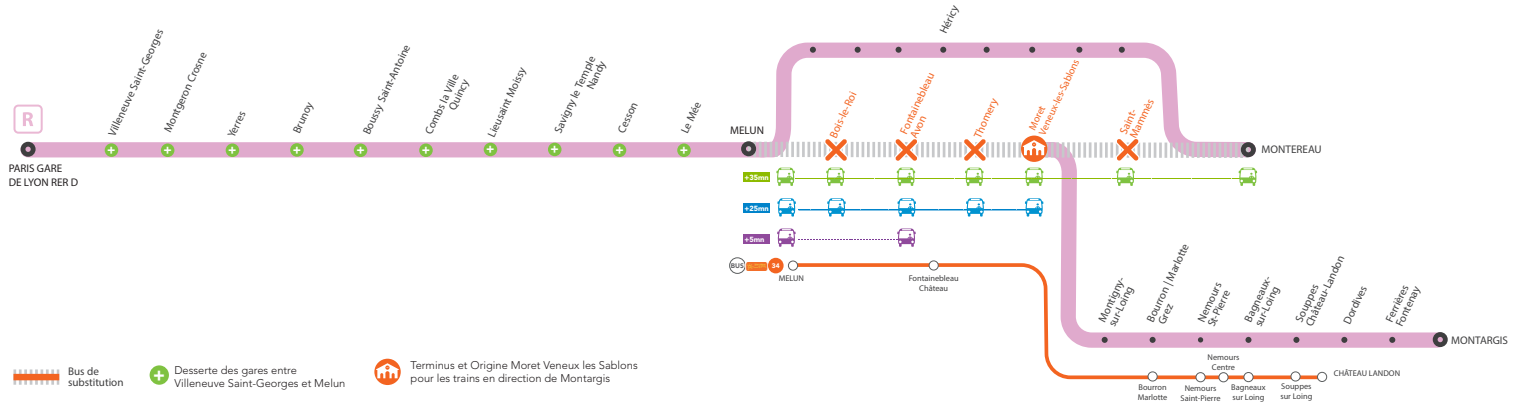 R
PARIS GARE
DE LYON RER D
Villeneuve Saint-Georges
Montgeron Crosne
Yerres
Brunoy
Boussy Saint-Antoine
Combs la Ville
Quincy
Lieusaint Moissy
Savigny le Temple
Nandy
Cesson
Le Mée
MELUN
Héricy
Bois-le-Roi
Fontainebleau
Avon
Thomery
Moret
Veneux-les-Sablons
Saint-
Mammès
MONTEREAU
+35mn
+25mn
+5mn
BUS
34
MELUN
Fontainebleau
Château
Montigny-
sur-Loing
Bourron | Marlotte
Grez
Nemours
St-Pierre
Bagneaux-
sur-Loing
Souppes
Château-Landon
Dordives
Ferrières
Fontenay
MONTARGIS
Nemours
Centre
CHÂTEAU LANDON
Bourron
Marlotte
Nemours
Saint-Pierre
Bagneaux
sur Loing
Souppes
sur Loing
Bus de
substitution
Desserte des gares entre
Villeneuve Saint-Georges et Melun
Terminus et Origine Moret Veneux les Sablons
pour les trains en direction de Montargis